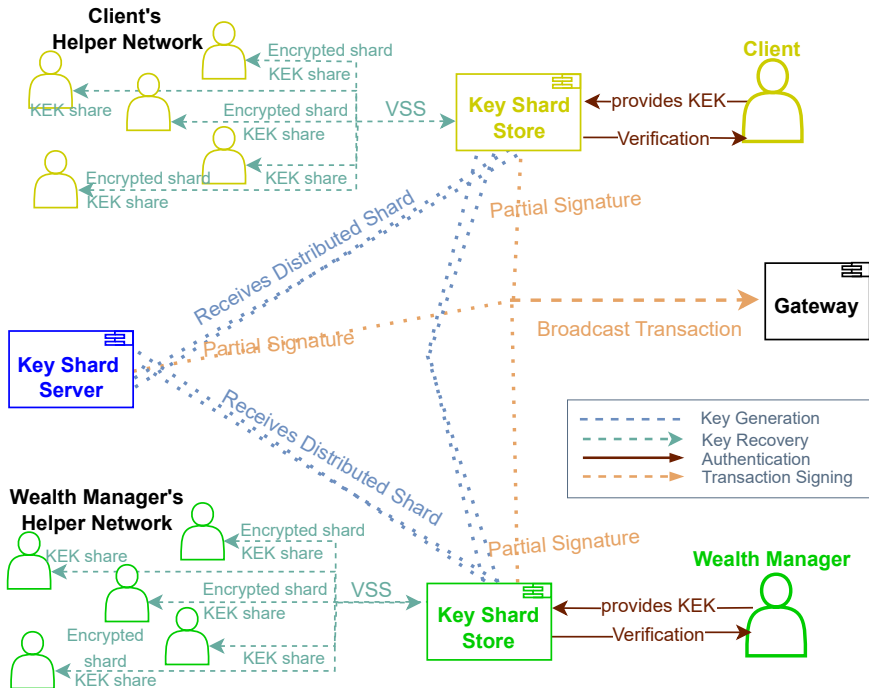 Client's
Helper Network
Encrypted shard
KEK share
KEK share
Encrypted shard
KEK share
Encrypted shard
KEK share
VSS
Key Shard
Store
Client
provides KEK
Verification
Receives Distributed Shard
Partial Signature
Gateway
Broadcast Transaction
Partial Signature
Key Shard
Server
Receives Distributed Shard
Key Generation
Key Recovery
Authentication
Transaction Signing
Wealth Manager's
Helper Network
Encrypted shard
KEK share
KEK share
Encrypted shard
KEK share
Encrypted
shard
KEK share
KEK share
VSS
Partial Signature
Key Shard
Store
Wealth Manager
provides KEK
Verification